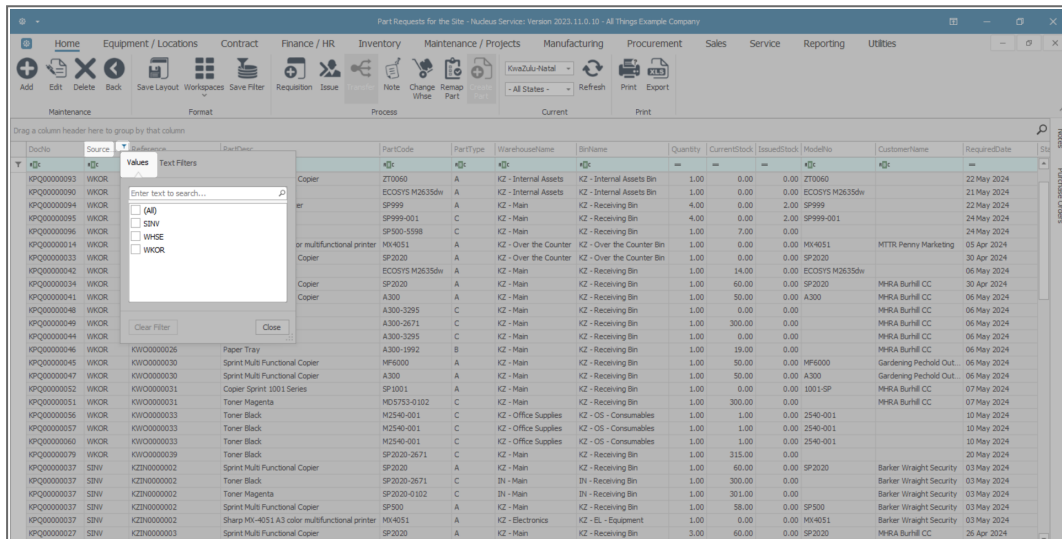 Part Requests for the Site - Nucleus Service: Version 2023.11.0.10 - All Things Example Company
Home Equipment / Locations Contract Finance / HR Inventory Maintenance / Projects Manufacturing Procurement Sales Service Reporting Utilities
Add Edit Delete Back Save Layout Workspaces Save Filter Requisition Issue Transfer Note Change Whse Remap Part Create Part KwaZulu-Natal - All States - Refresh Print Export
Maintenance Format Process Current Print
Drag a column header here to group by that column
DocNo Source Reference PartDesc PartCode PartType WarehouseName BinName Quantity CurrentStock IssuedStock ModelNo CustomerName RequiredDate Sta
Notes
Purchase Orders
Values Text Filters
Enter text to search...
(All)
SINV
WHSE
WKOR
Clear Filter Close
KPQ00000093 WKOR Copier ZT0060 A KZ - Internal Assets KZ - Internal Assets Bin 1.00 0.00 0.00 ZT0060 22 May 2024
KPQ00000090 WKOR ECOSYS M2635dw A KZ - Internal Assets KZ - Internal Assets Bin 1.00 0.00 0.00 ECOSYS M2635dw 21 May 2024
KPQ00000094 WKOR er SP999 A KZ - Main KZ - Receiving Bin 4.00 0.00 2.00 SP999 22 May 2024
KPQ00000095 WKOR SP999-001 C KZ - Main KZ - Receiving Bin 4.00 0.00 2.00 SP999-001 24 May 2024
KPQ00000096 WKOR SP500-5598 C KZ - Main KZ - Receiving Bin 1.00 7.00 0.00 24 May 2024
KPQ00000014 WKOR or multifunctional printer MX4051 A KZ - Over the Counter KZ - Over the Counter Bin 1.00 0.00 0.00 MX4051 MTTR Penny Marketing 05 Apr 2024
KPQ00000033 WKOR Copier SP2020 A KZ - Over the Counter KZ - Over the Counter Bin 1.00 0.00 0.00 SP2020 30 Apr 2024
KPQ00000042 WKOR ECOSYS M2635dw A KZ - Main KZ - Receiving Bin 1.00 14.00 0.00 ECOSYS M2635dw 06 May 2024
KPQ00000034 WKOR Copier SP2020 A KZ - Main KZ - Receiving Bin 1.00 60.00 0.00 SP2020 MHRA Burhill CC 30 Apr 2024
KPQ00000041 WKOR Copier A300 A KZ - Main KZ - Receiving Bin 1.00 50.00 0.00 A300 MHRA Burhill CC 06 May 2024
KPQ00000048 WKOR A300-3295 C KZ - Main KZ - Receiving Bin 1.00 0.00 0.00 MHRA Burhill CC 06 May 2024
KPQ00000049 WKOR A300-2671 C KZ - Main KZ - Receiving Bin 1.00 300.00 0.00 MHRA Burhill CC 06 May 2024
KPQ00000044 WKOR A300-3295 C KZ - Main KZ - Receiving Bin 1.00 0.00 0.00 MHRA Burhill CC 06 May 2024
KPQ00000046 WKOR KWO0000026 Paper Tray A300-1992 B KZ - Main KZ - Receiving Bin 1.00 19.00 0.00 MHRA Burhill CC 06 May 2024
KPQ00000045 WKOR KWO0000030 Sprint Multi Functional Copier MF6000 A KZ - Main KZ - Receiving Bin 1.00 50.00 0.00 MF6000 Gardening Pechold Out... 06 May 2024
KPQ00000047 WKOR KWO0000030 Sprint Multi Functional Copier A300 A KZ - Main KZ - Receiving Bin 1.00 50.00 0.00 A300 Gardening Pechold Out... 06 May 2024
KPQ00000052 WKOR KWO0000031 Copier Sprint 1001 Series SP1001 A KZ - Main KZ - Receiving Bin 1.00 0.00 0.00 1001-SP MHRA Burhill CC 07 May 2024
KPQ00000051 WKOR KWO0000031 Toner Magenta MD5753-0102 C KZ - Main KZ - Receiving Bin 1.00 300.00 0.00 MHRA Burhill CC 07 May 2024
KPQ00000056 WKOR KWO0000033 Toner Black M2540-001 C KZ - Office Supplies KZ - OS - Consumables 1.00 1.00 0.00 2540-001 10 May 2024
KPQ00000057 WKOR KWO0000033 Toner Black M2540-001 C KZ - Office Supplies KZ - OS - Consumables 1.00 1.00 0.00 2540-001 10 May 2024
KPQ00000060 WKOR KWO0000033 Toner Black M2540-001 C KZ - Office Supplies KZ - OS - Consumables 1.00 1.00 0.00 2540-001 10 May 2024
KPQ00000079 WKOR KWO0000039 Toner Black SP2020-2671 C KZ - Main KZ - Receiving Bin 1.00 315.00 0.00 20 May 2024
KPQ00000037 SINV KZIN0000002 Sprint Multi Functional Copier SP2020 A KZ - Main KZ - Receiving Bin 1.00 60.00 0.00 SP2020 Barker Wraight Security 03 May 2024
KPQ00000037 SINV KZIN0000002 Toner Black SP2020-2671 C IN - Main IN - Receiving Bin 1.00 300.00 0.00 Barker Wraight Security 03 May 2024
KPQ00000037 SINV KZIN0000002 Toner Magenta SP2020-0102 C IN - Main IN - Receiving Bin 1.00 301.00 0.00 Barker Wraight Security 03 May 2024
KPQ00000037 SINV KZIN0000002 Sprint Multi Functional Copier SP500 A KZ - Main KZ - Receiving Bin 1.00 58.00 0.00 SP500 Barker Wraight Security 03 May 2024
KPQ00000037 SINV KZIN0000002 Sharp MX-4051 A3 color multifunctional printer MX4051 A KZ - Electronics KZ - EL - Equipment 1.00 0.00 0.00 MX4051 Barker Wraight Security 03 May 2024
KPQ00000027 SINV KZIN0000003 Sprint Multi Functional Copier SP2020 A KZ - Main KZ - Receiving Bin 3.00 60.00 0.00 SP2020 Barker Wraight Security 26 Apr 2024